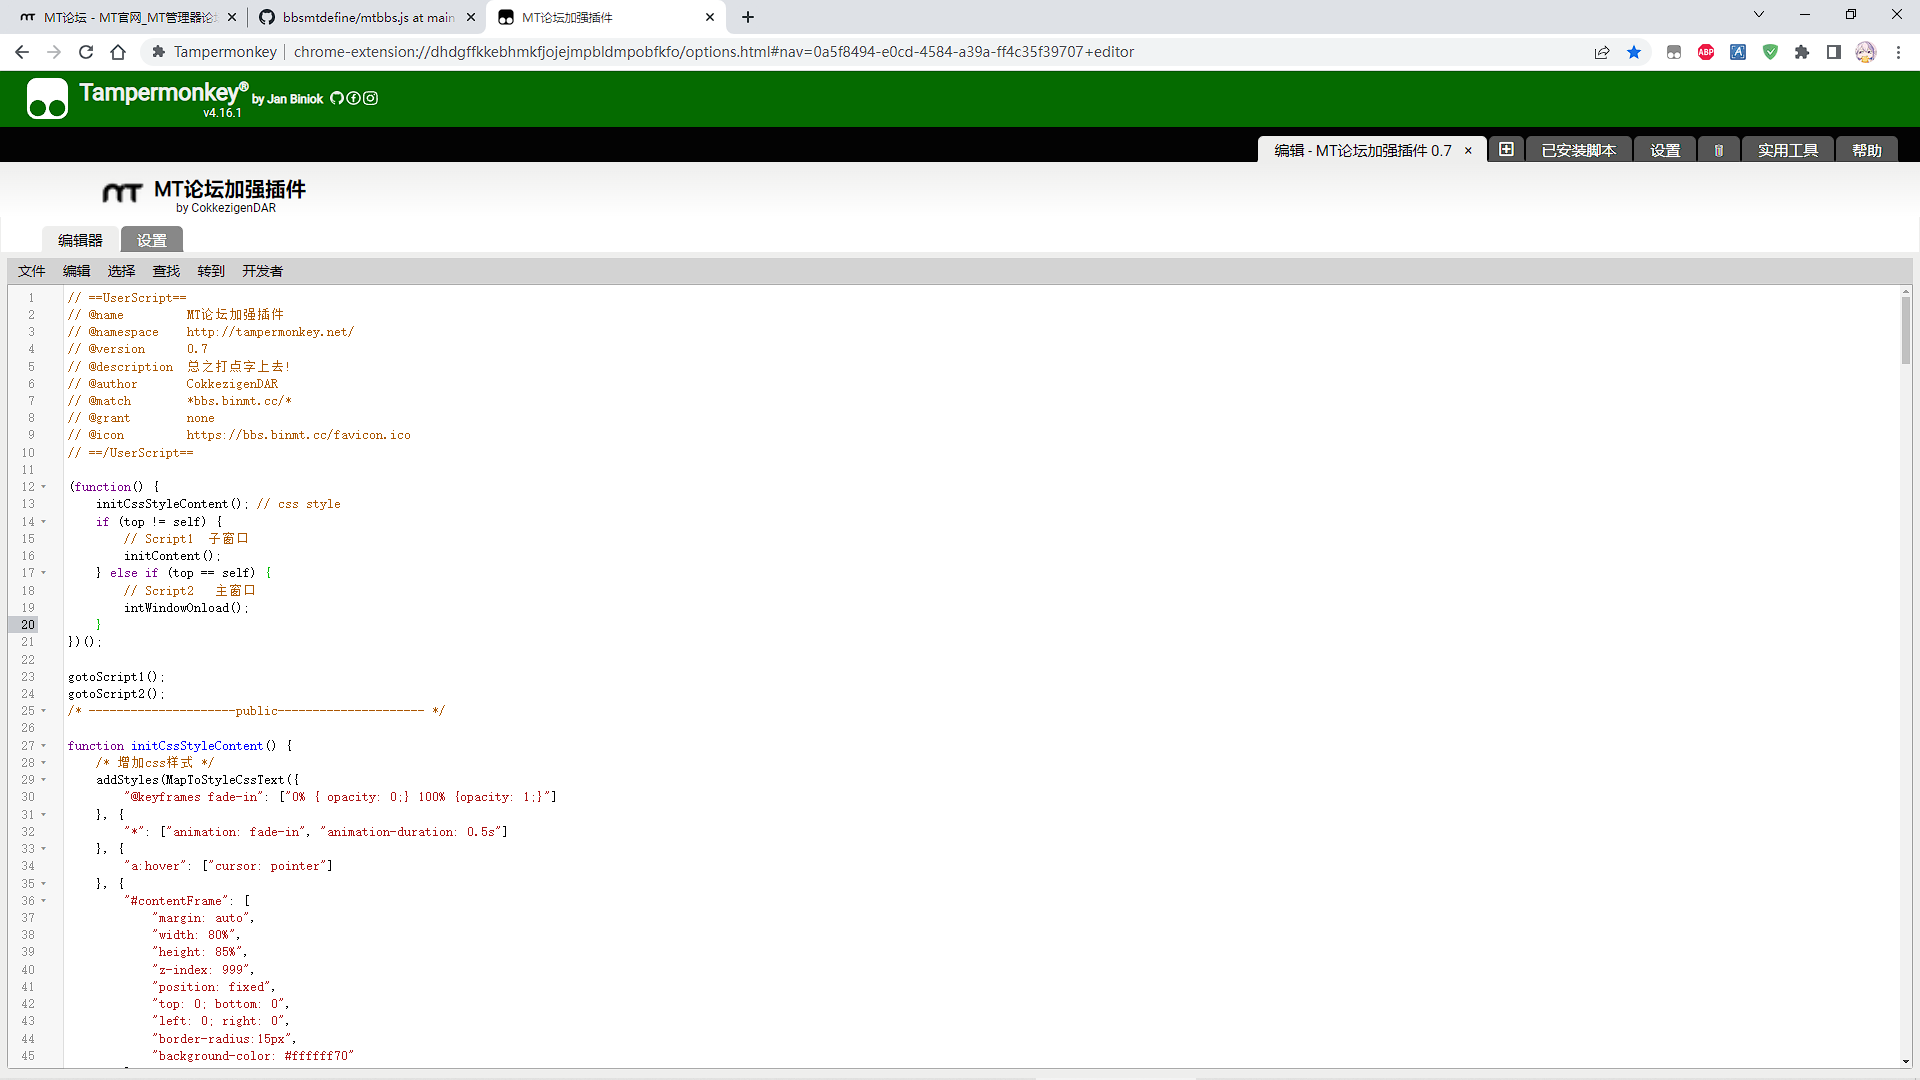 MT论坛 - MT官网_MT管理器论坛
bbsmtdefine/mtbbs.js at main
MT论坛加强插件
Tampermonkey
chrome-extension://dhdgffkkebhmkfjojejmpbldmpobfkfo/options.html#nav=0a5f8494-e0cd-4584-a39a-ff4c35f39707+editor
ABP
Tampermonkey® by Jan Biniok
v4.16.1
编辑 - MT论坛加强插件 0.7 ×
已安装脚本
设置
实用工具
帮助
MT论坛加强插件
by CokkezigenDAR
编辑器
设置
文件 编辑 选择 查找 转到 开发者
1 // ==UserScript==
2 // @name MT论坛加强插件
3 // @namespace http://tampermonkey.net/
4 // @version 0.7
5 // @description 总之打点字上去!
6 // @author CokkezigenDAR
7 // @match *bbs.binmt.cc/*
8 // @grant none
9 // @icon https://bbs.binmt.cc/favicon.ico
10 // ==/UserScript==
11
12 (function() {
13 initCssStyleContent(); // css style
14 if (top != self) {
15 // Script1 子窗口
16 initContent();
17 } else if (top == self) {
18 // Script2 主窗口
19 intWindowOnload();
20 }
21 })();
22
23 gotoScript1();
24 gotoScript2();
25 /* ---------------------public--------------------- */
26
27 function initCssStyleContent() {
28 /* 增加css样式 */
29 addStyles(MapToStyleCssText({
30 "@keyframes fade-in": ["0% { opacity: 0;} 100% {opacity: 1;}"]
31 }, {
32 "*": ["animation: fade-in", "animation-duration: 0.5s"]
33 }, {
34 "a:hover": ["cursor: pointer"]
35 }, {
36 "#contentFrame": [
37 "margin: auto",
38 "width: 80%",
39 "height: 85%",
40 "z-index: 999",
41 "position: fixed",
42 "top: 0; bottom: 0",
43 "left: 0; right: 0",
44 "border-radius:15px",
45 "background-color: #ffffff70"